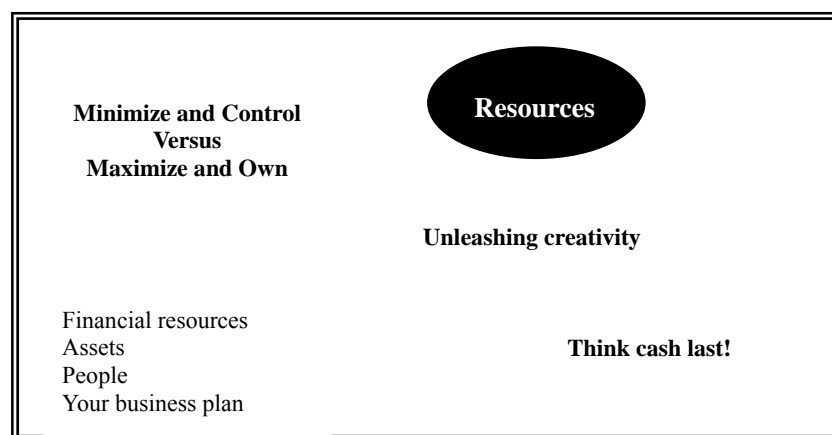 Minimize and Control
Versus
Maximize and Own
Resources
Unleashing creativity
Financial resources
Assets
People
Your business plan
Think cash last!